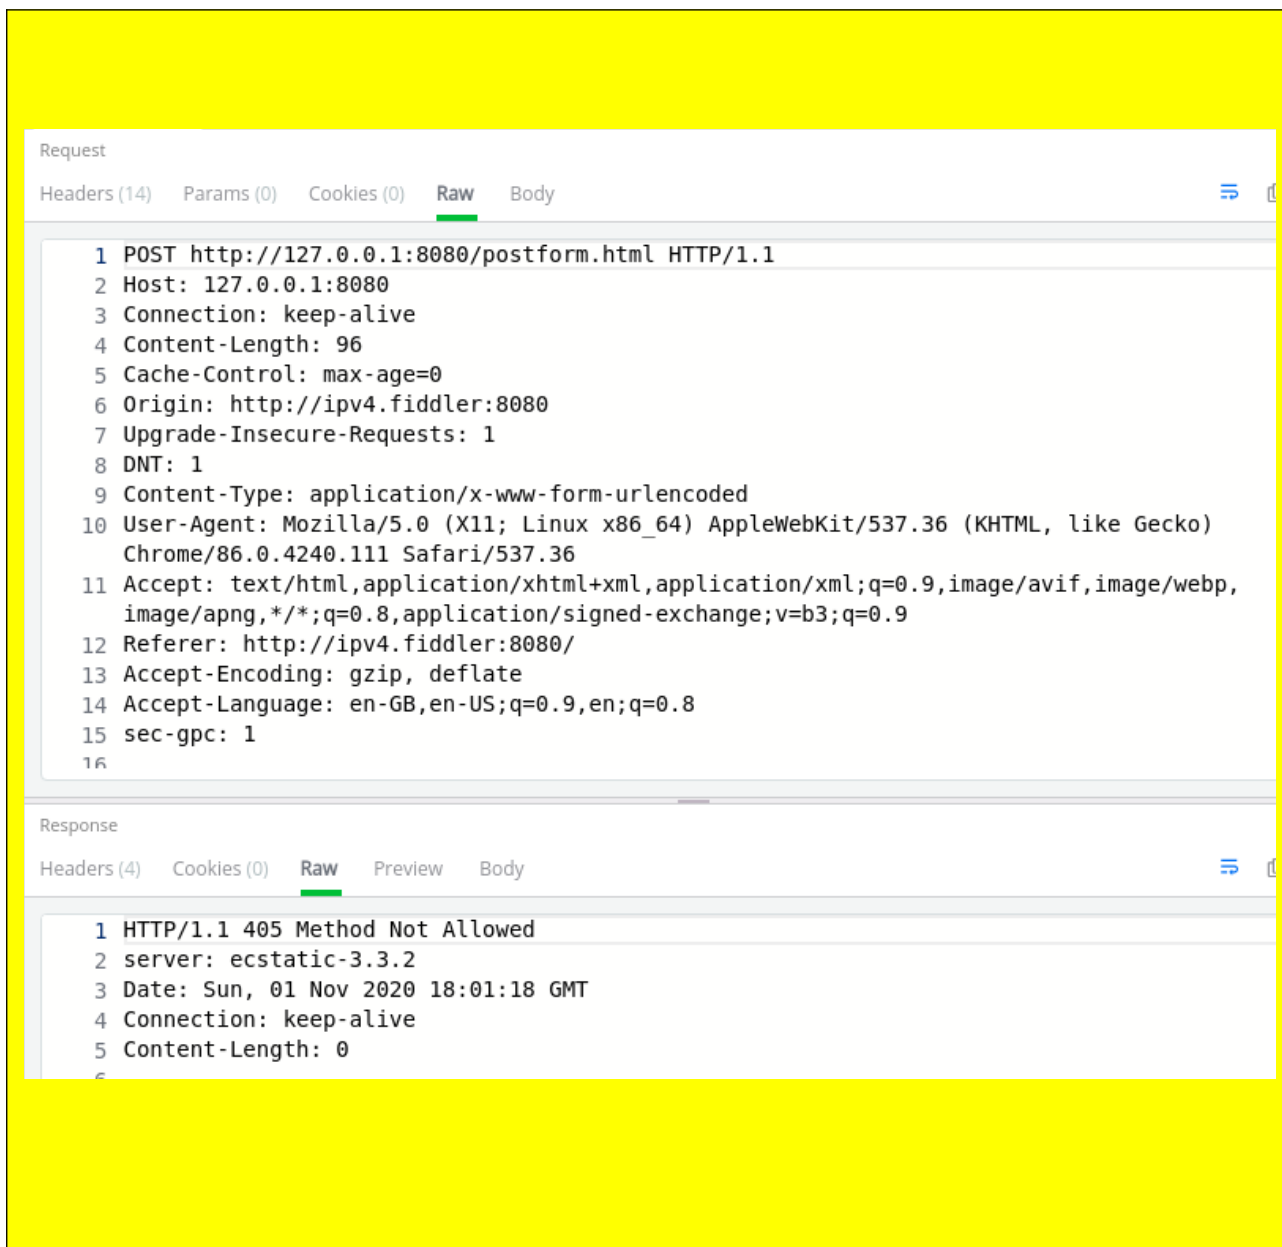 Request
Headers (14) Params (0) Cookies (0) Raw Body
1 POST http://127.0.0.1:8080/postform.html HTTP/1.1
2 Host: 127.0.0.1:8080
3 Connection: keep-alive
4 Content-Length: 96
5 Cache-Control: max-age=0
6 Origin: http://ipv4.fiddler:8080
7 Upgrade-Insecure-Requests: 1
8 DNT: 1
9 Content-Type: application/x-www-form-urlencoded
10 User-Agent: Mozilla/5.0 (X11; Linux x86_64) AppleWebKit/537.36 (KHTML, like Gecko)
Chrome/86.0.4240.111 Safari/537.36
11 Accept: text/html,application/xhtml+xml,application/xml;q=0.9,image/avif,image/webp,
image/apng,*/*;q=0.8,application/signed-exchange;v=b3;q=0.9
12 Referer: http://ipv4.fiddler:8080/
13 Accept-Encoding: gzip, deflate
14 Accept-Language: en-GB,en-US;q=0.9,en;q=0.8
15 sec-gpc: 1
16
Response
Headers (4) Cookies (0) Raw Preview Body
1 HTTP/1.1 405 Method Not Allowed
2 server: ecstatic-3.3.2
3 Date: Sun, 01 Nov 2020 18:01:18 GMT
4 Connection: keep-alive
5 Content-Length: 0